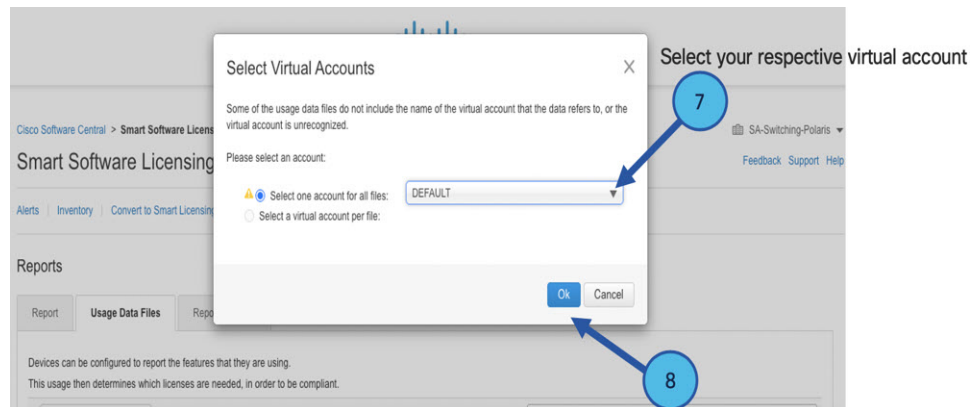 Select your respective virtual account
Select Virtual Accounts
X
7
Some of the usage data files do not include the name of the virtual account that the data refers to, or the
virtual account is unrecognized.
Please select an account:
Select one account for all files:
DEFAULT
Select a virtual account per file:
Ok
Cancel
8
Cisco Software Central > Smart Software Licens
SA-Switching-Polaris
Smart Software Licensing
Feedback Support Help
Alerts | Inventory | Convert to Smart Licensing
Reports
Report
Usage Data Files
Repo
Devices can be configured to report the features that they are using.
This usage then determines which licenses are needed, in order to be compliant.